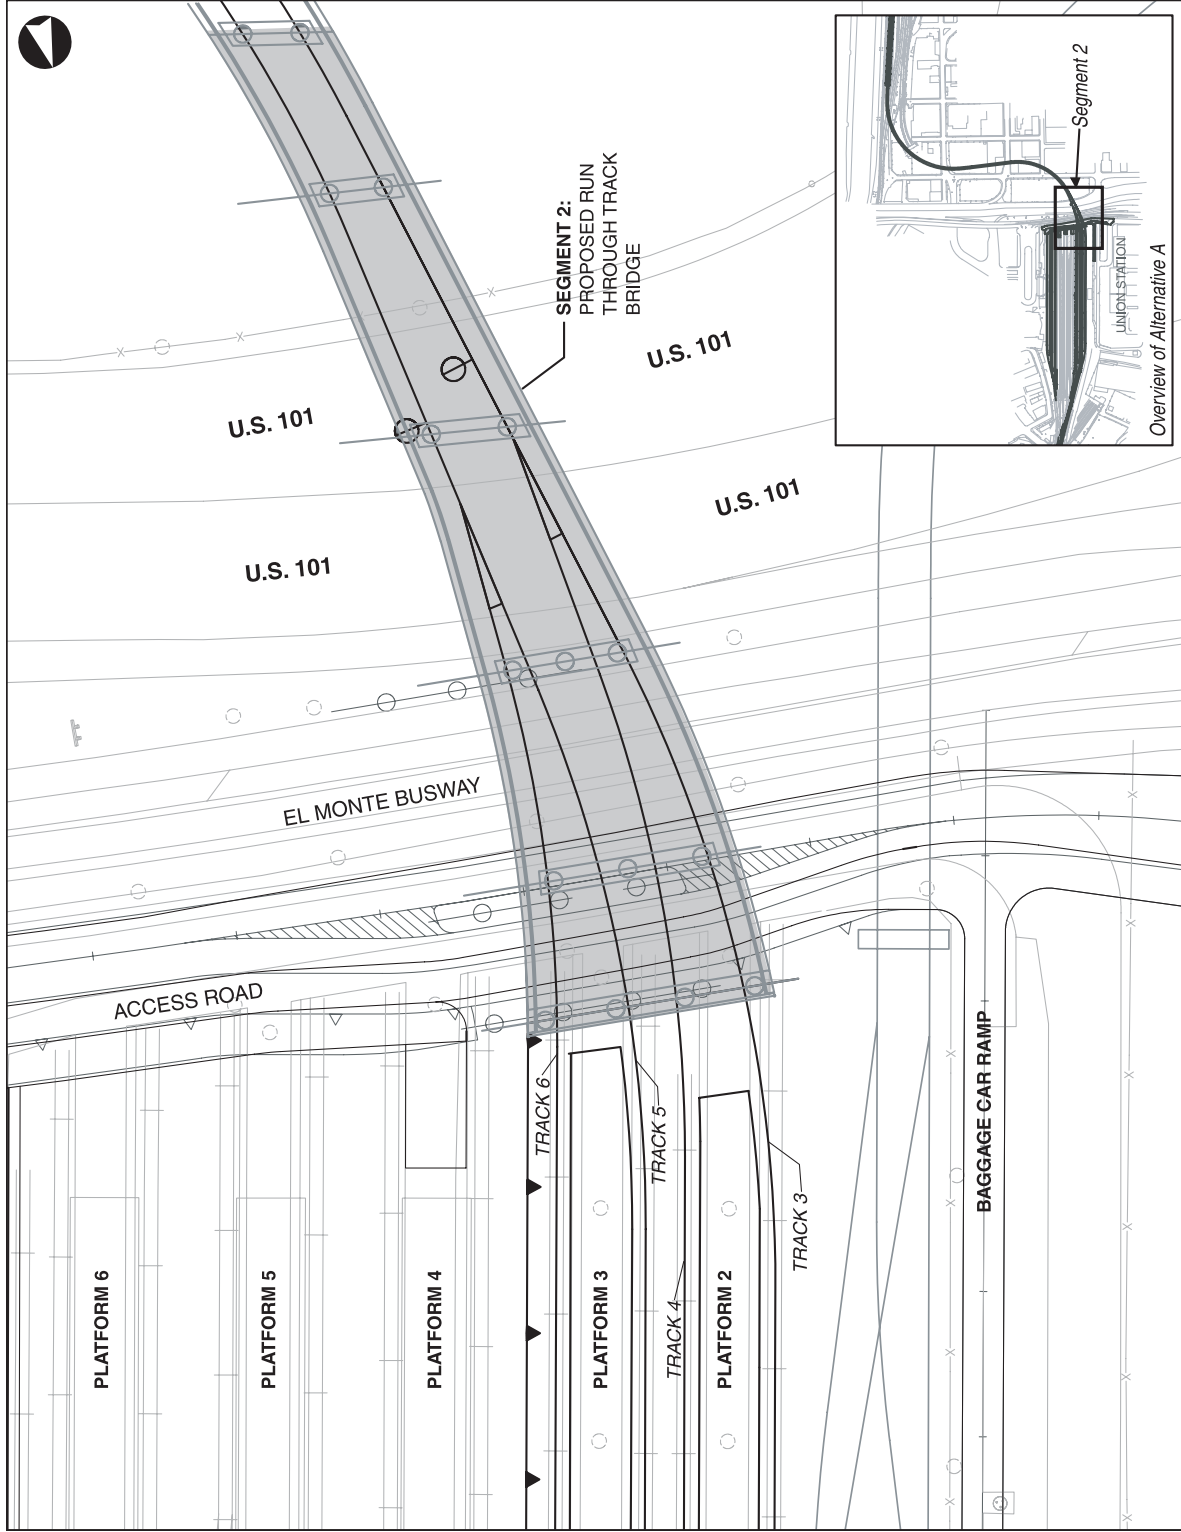 Segment 2
UNION STATION
Overview of Alternative A
SEGMENT 2:
PROPOSED RUN
THROUGH TRACK
BRIDGE
U.S. 101
U.S. 101
U.S. 101
U.S. 101
EL MONTE BUSWAY
ACCESS ROAD
TRACK 6
TRACK 5
TRACK 4
TRACK 3
BAGGAGE CAR RAMP
PLATFORM 6
PLATFORM 5
PLATFORM 4
PLATFORM 3
PLATFORM 2